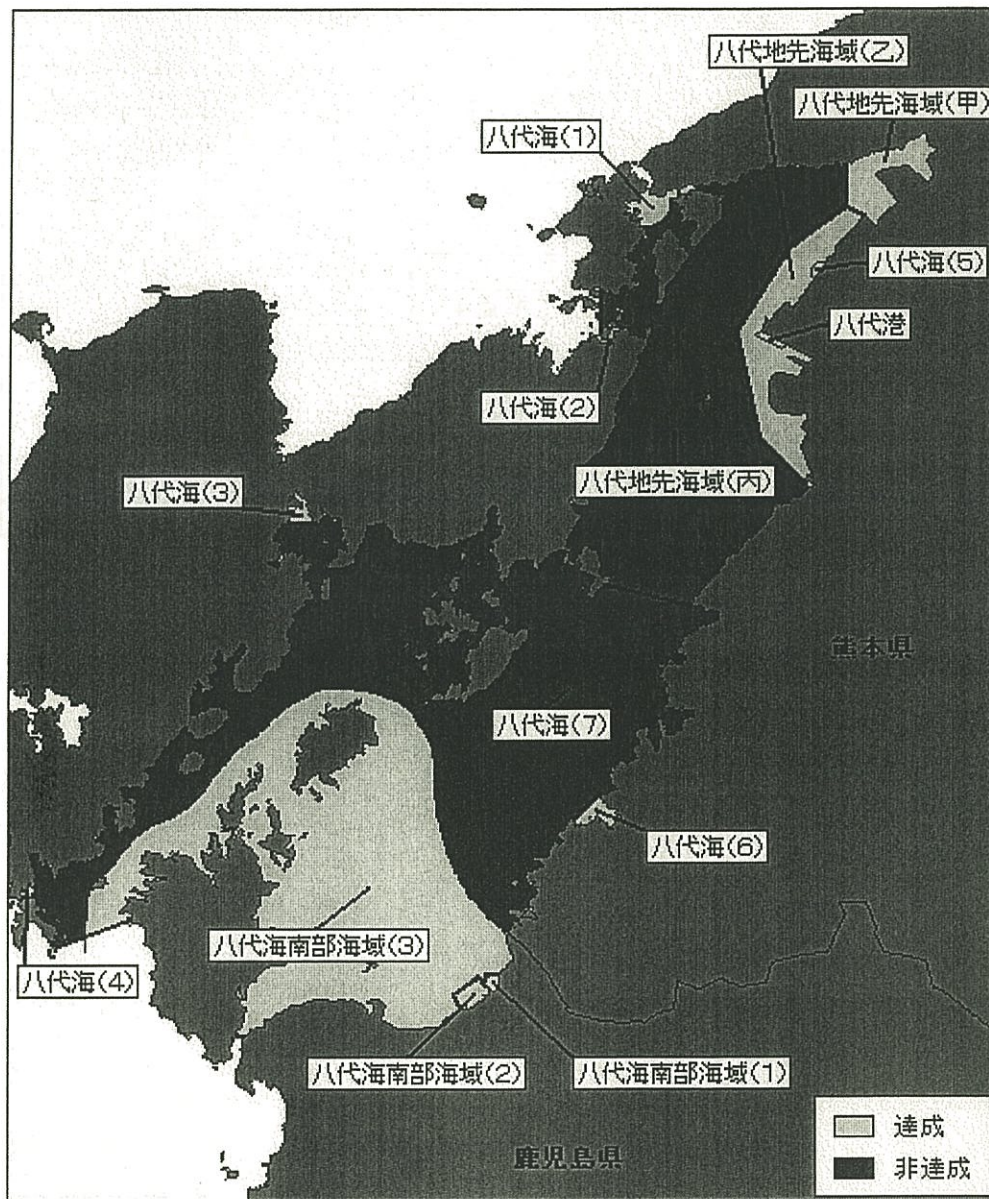 八代地先海域(乙)
八代地先海域(甲)
八代海(1)
八代海(5)
八代港
八代海(2)
八代地先海域(丙)
八代海(3)
熊本県
八代海(7)
八代海(6)
八代海南部海域(3)
八代海(4)
八代海南部海域(2)
八代海南部海域(1)
達成
非達成
鹿児島県